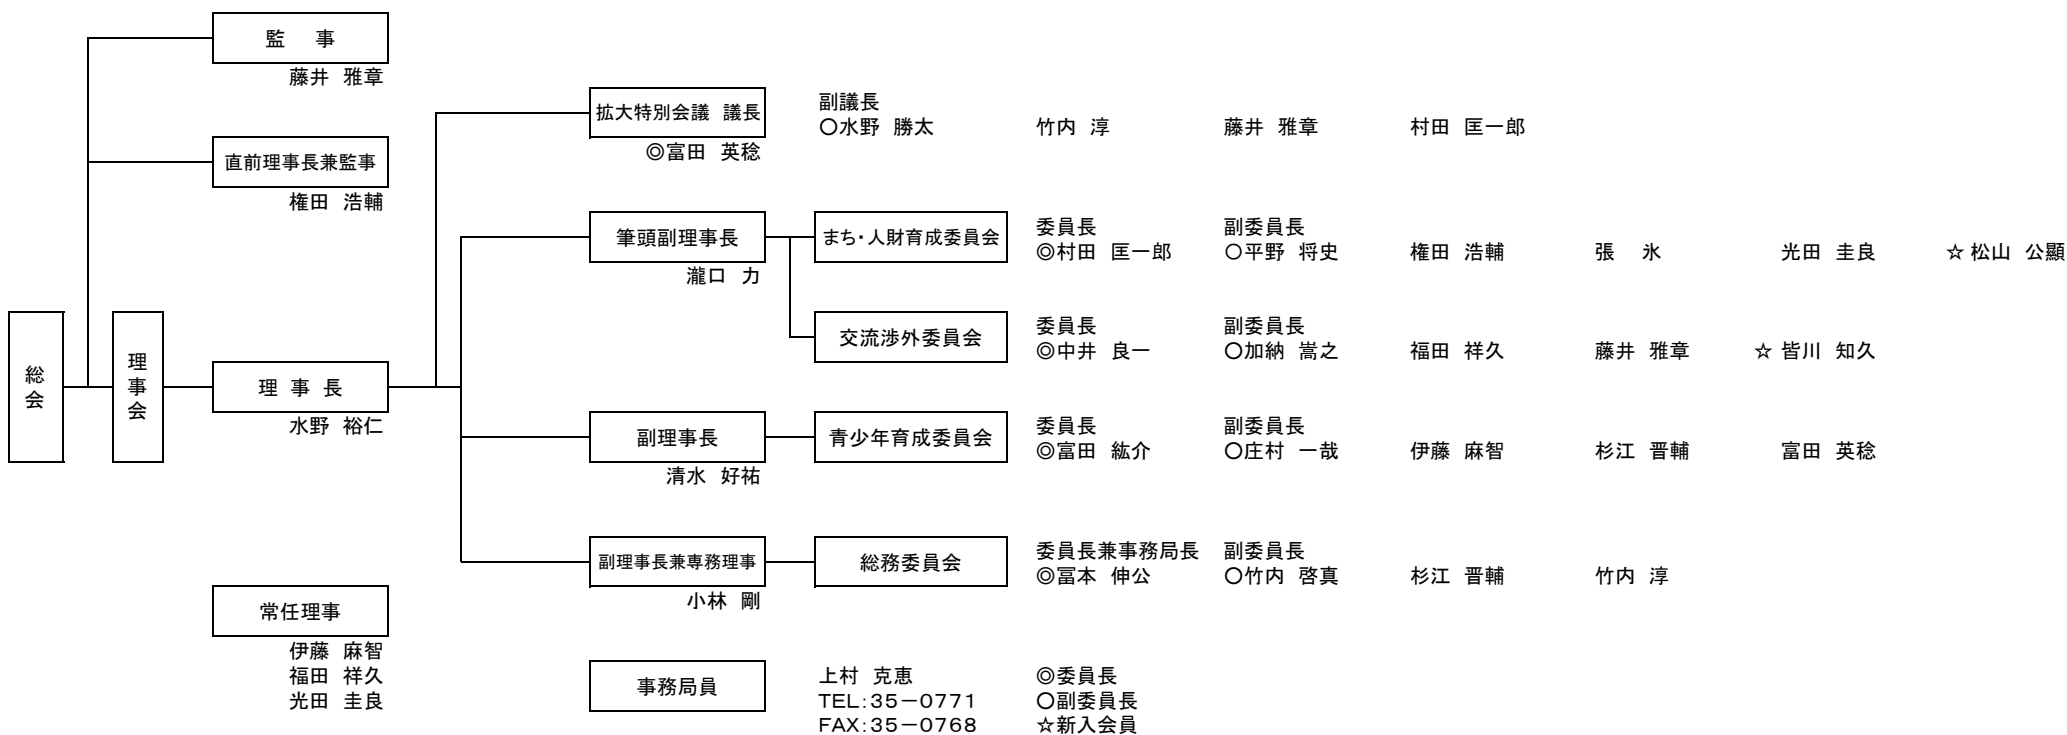 監 事
藤井 雅章
直前理事長兼監事
権田 浩輔
総会
理事会
理 事 長
水野 裕仁
常任理事
伊藤 麻智
福田 祥久
光田 圭良
拡大特別会議 議長
◎富田 英稔
副議長
〇水野 勝太 竹内 淳 藤井 雅章 村田 匡一郎
筆頭副理事長
瀧口 力
まち・人財育成委員会
委員長 副委員長
◎村田 匡一郎 〇平野 将史 権田 浩輔 張 氷 光田 圭良 ☆ 松山 公顯
交流渉外委員会
委員長 副委員長
◎中井 良一 〇加納 嵩之 福田 祥久 藤井 雅章 ☆ 皆川 知久
副理事長
清水 好祐
青少年育成委員会
委員長 副委員長
◎富田 紘介 〇庄村 一哉 伊藤 麻智 杉江 晋輔 富田 英稔
副理事長兼専務理事
小林 剛
総務委員会
委員長兼事務局長 副委員長
◎冨本 伸公 〇竹内 啓真 杉江 晋輔 竹内 淳
事務局員
上村 克恵
TEL:35－0771
FAX:35－0768
◎委員長
〇副委員長
☆新入会員